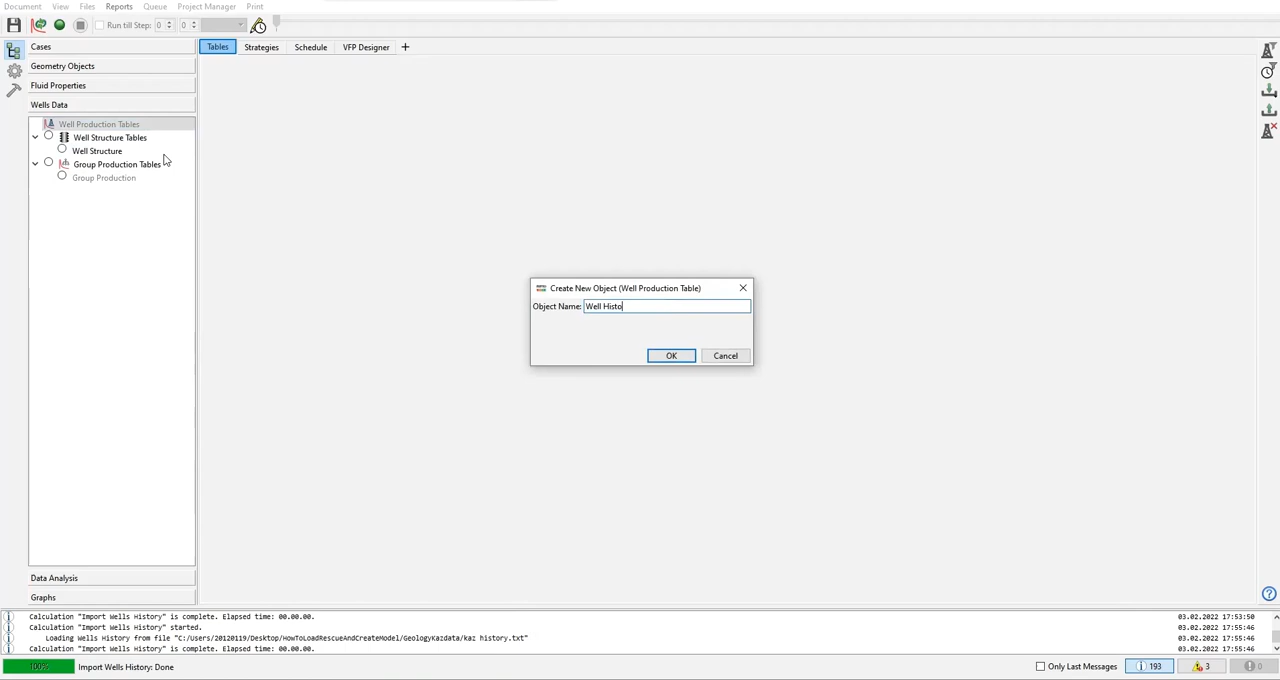 Document View Files Reports Queue Project Manager Print
Run till Step: 0 0
Cases
Tables Strategies Schedule VFP Designer +
Geometry Objects
Fluid Properties
Wells Data
Well Production Tables
Well Structure Tables
Well Structure
Group Production Tables
Group Production
Create New Object (Well Production Table)
Object Name: Well Histo
OK Cancel
Data Analysis
Graphs
Calculation "Import Wells History" is complete. Elapsed time: 00.00.00. 03.02.2022 17:53:50
Calculation "Import Wells History" started. 03.02.2022 17:55:46
Loading Wells History from file "C:/Users/20120119/Desktop/HowToLoadRescueAndCreateModel/GeologyKazdata/kaz history.txt" 03.02.2022 17:55:46
Calculation "Import Wells History" is complete. Elapsed time: 00.00.00. 03.02.2022 17:55:46
100% Import Wells History: Done Only Last Messages 193 3 0